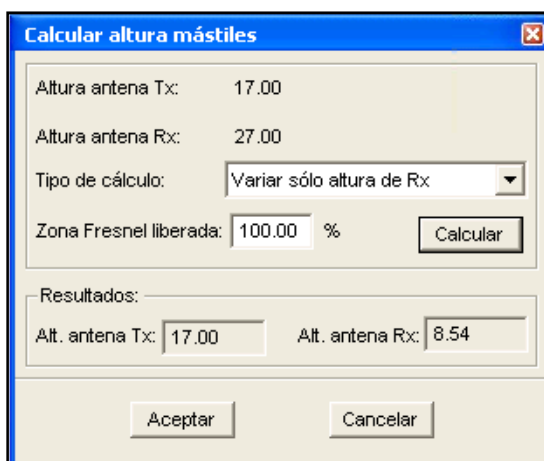 Calcular altura mástiles
Altura antena Tx: 17.00
Altura antena Rx: 27.00
Tipo de cálculo: Variar sólo altura de Rx
Zona Fresnel liberada: 100.00 % Calcular
Resultados:
Alt. antena Tx: 17.00 Alt. antena Rx: 8.54
Aceptar Cancelar